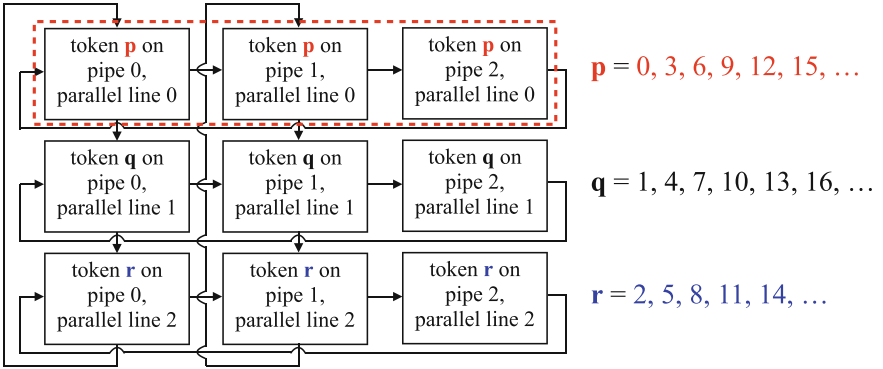 token p on
pipe 0,
parallel line 0
token p on
pipe 1,
parallel line 0
token p on
pipe 2,
parallel line 0
p = 0, 3, 6, 9, 12, 15, …
token q on
pipe 0,
parallel line 1
token q on
pipe 1,
parallel line 1
token q on
pipe 2,
parallel line 1
q = 1, 4, 7, 10, 13, 16, …
token r on
pipe 0,
parallel line 2
token r on
pipe 1,
parallel line 2
token r on
pipe 2,
parallel line 2
r = 2, 5, 8, 11, 14, …